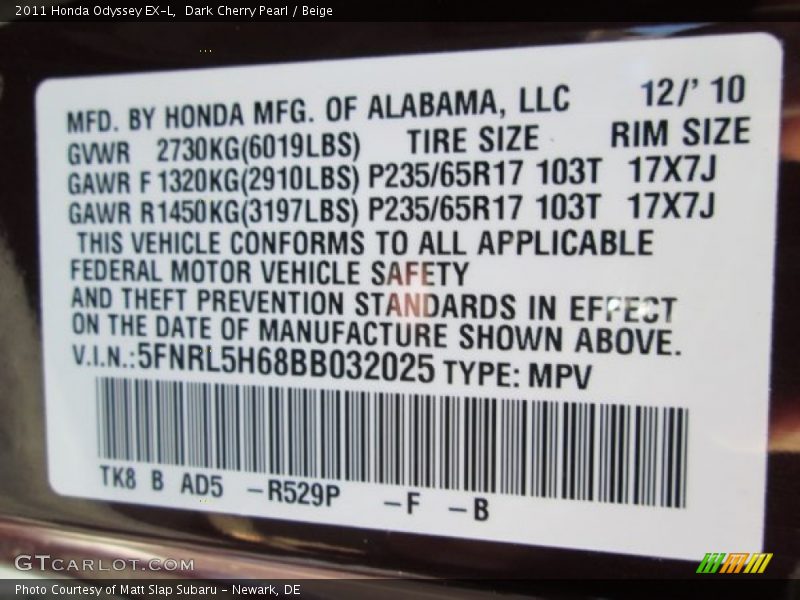 2011 Honda Odyssey EX-L, Dark Cherry Pearl / Beige
MFD. BY HONDA MFG. OF ALABAMA, LLC 12/' 10
GVWR 2730KG(6019LBS) TIRE SIZE RIM SIZE
GAWR F 1320KG(2910LBS) P235/65R17 103T 17X7J
GAWR R1450KG(3197LBS) P235/65R17 103T 17X7J
THIS VEHICLE CONFORMS TO ALL APPLICABLE
FEDERAL MOTOR VEHICLE SAFETY
AND THEFT PREVENTION STANDARDS IN EFFECT
ON THE DATE OF MANUFACTURE SHOWN ABOVE.
V.I.N.:5FNRL5H68BB032025 TYPE: MPV
TK8 B AD5 -R529P -F -B
GTCARLOT.COM
Photo Courtesy of Matt Slap Subaru - Newark, DE